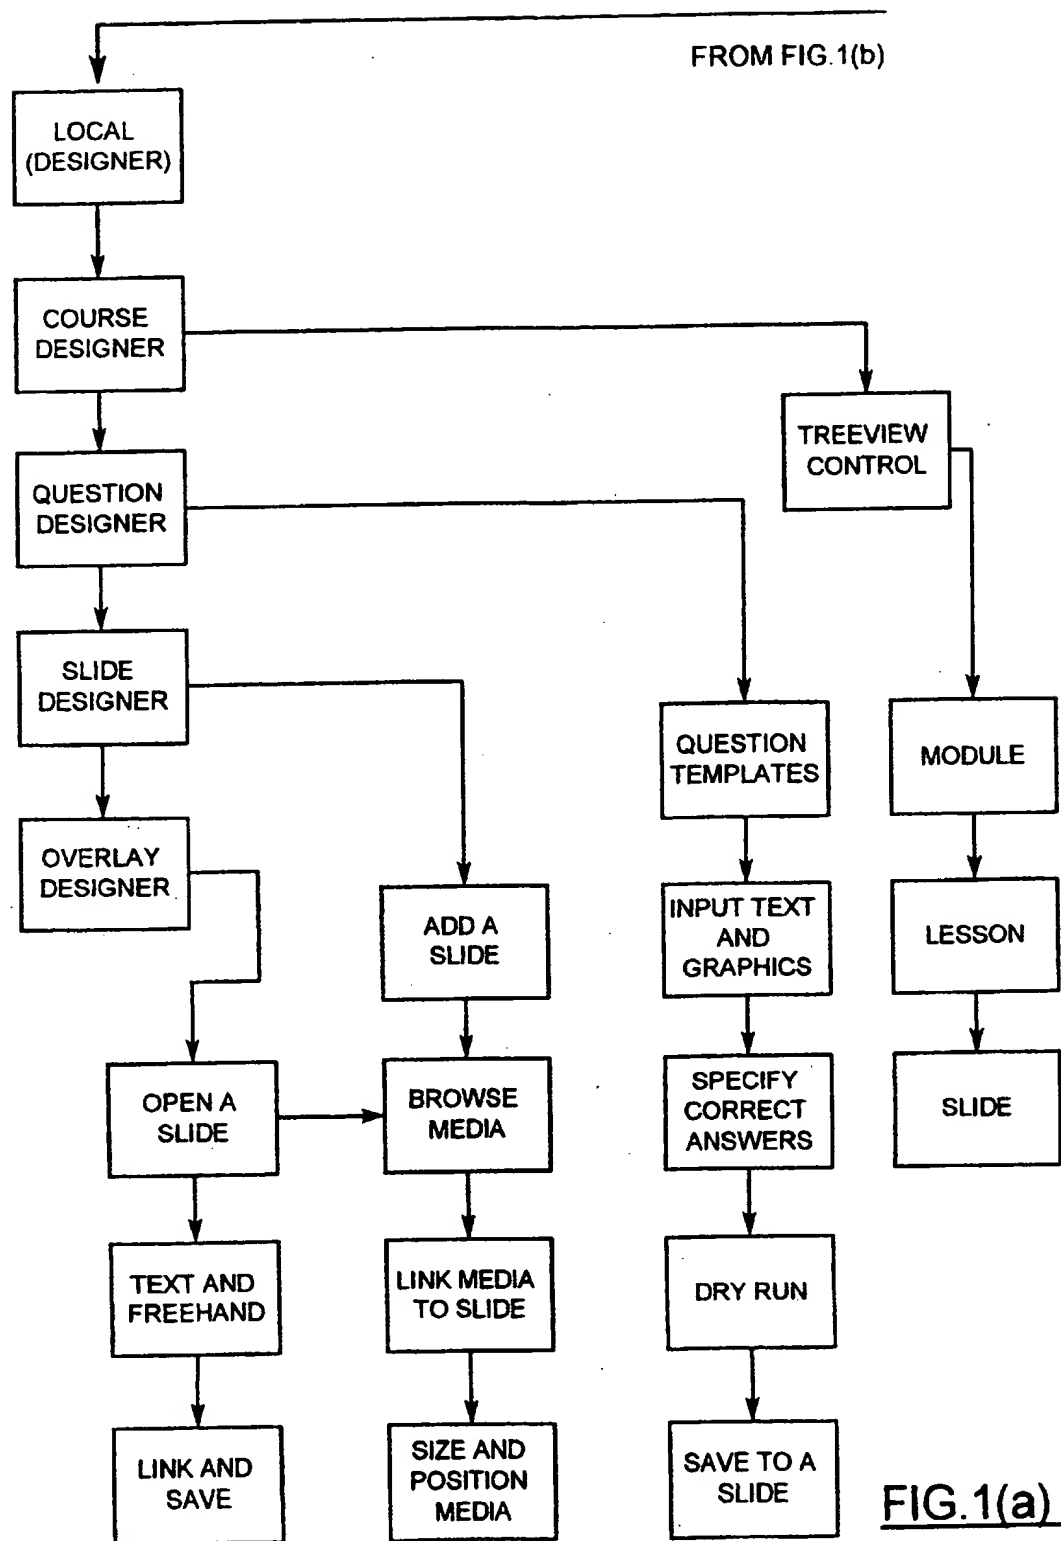 FROM FIG.1(b)
LOCAL
(DESIGNER)
COURSE
DESIGNER
TREEVIEW
CONTROL
QUESTION
DESIGNER
SLIDE
DESIGNER
QUESTION
TEMPLATES
MODULE
OVERLAY
DESIGNER
ADD A
SLIDE
INPUT TEXT
AND
GRAPHICS
LESSON
OPEN A
SLIDE
BROWSE
MEDIA
SPECIFY
CORRECT
ANSWERS
SLIDE
TEXT AND
FREEHAND
LINK MEDIA
TO SLIDE
DRY RUN
LINK AND
SAVE
SIZE AND
POSITION
MEDIA
SAVE TO A
SLIDE
FIG.1(a)